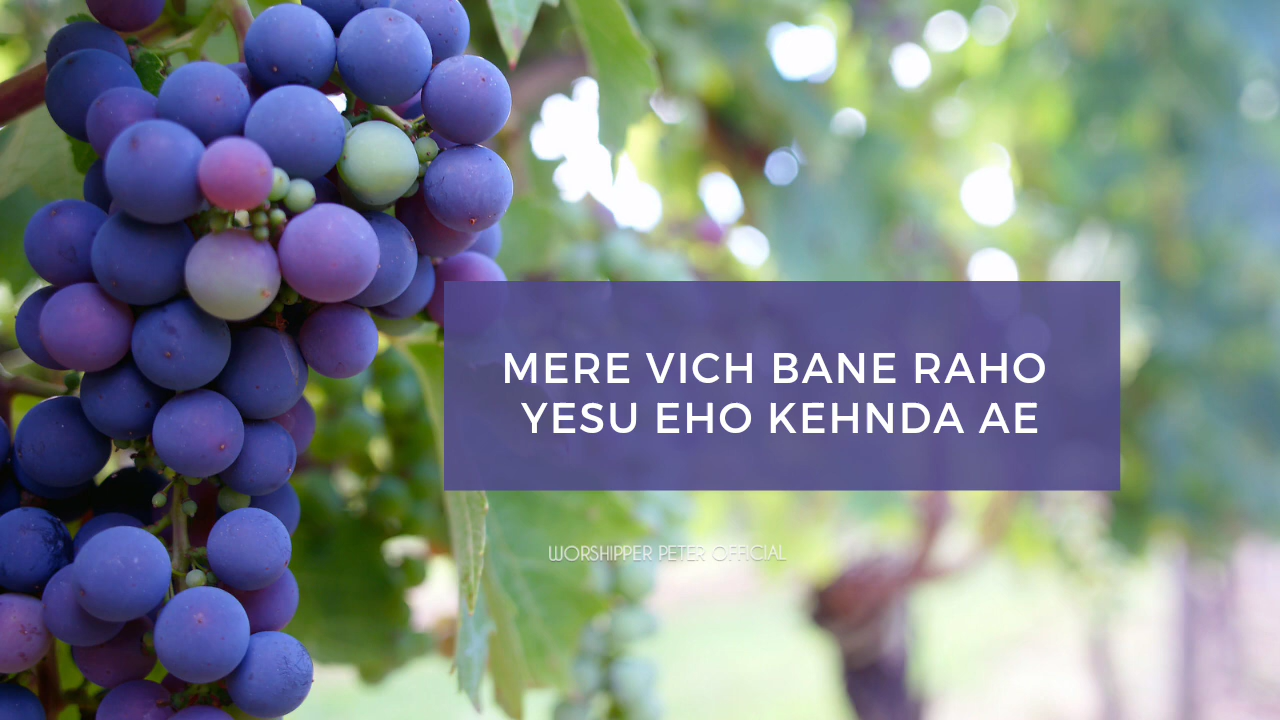 MERE VICH BANE RAHO
YESU EHO KEHNDA AE
WORSHIPPER PETER OFFICIAL